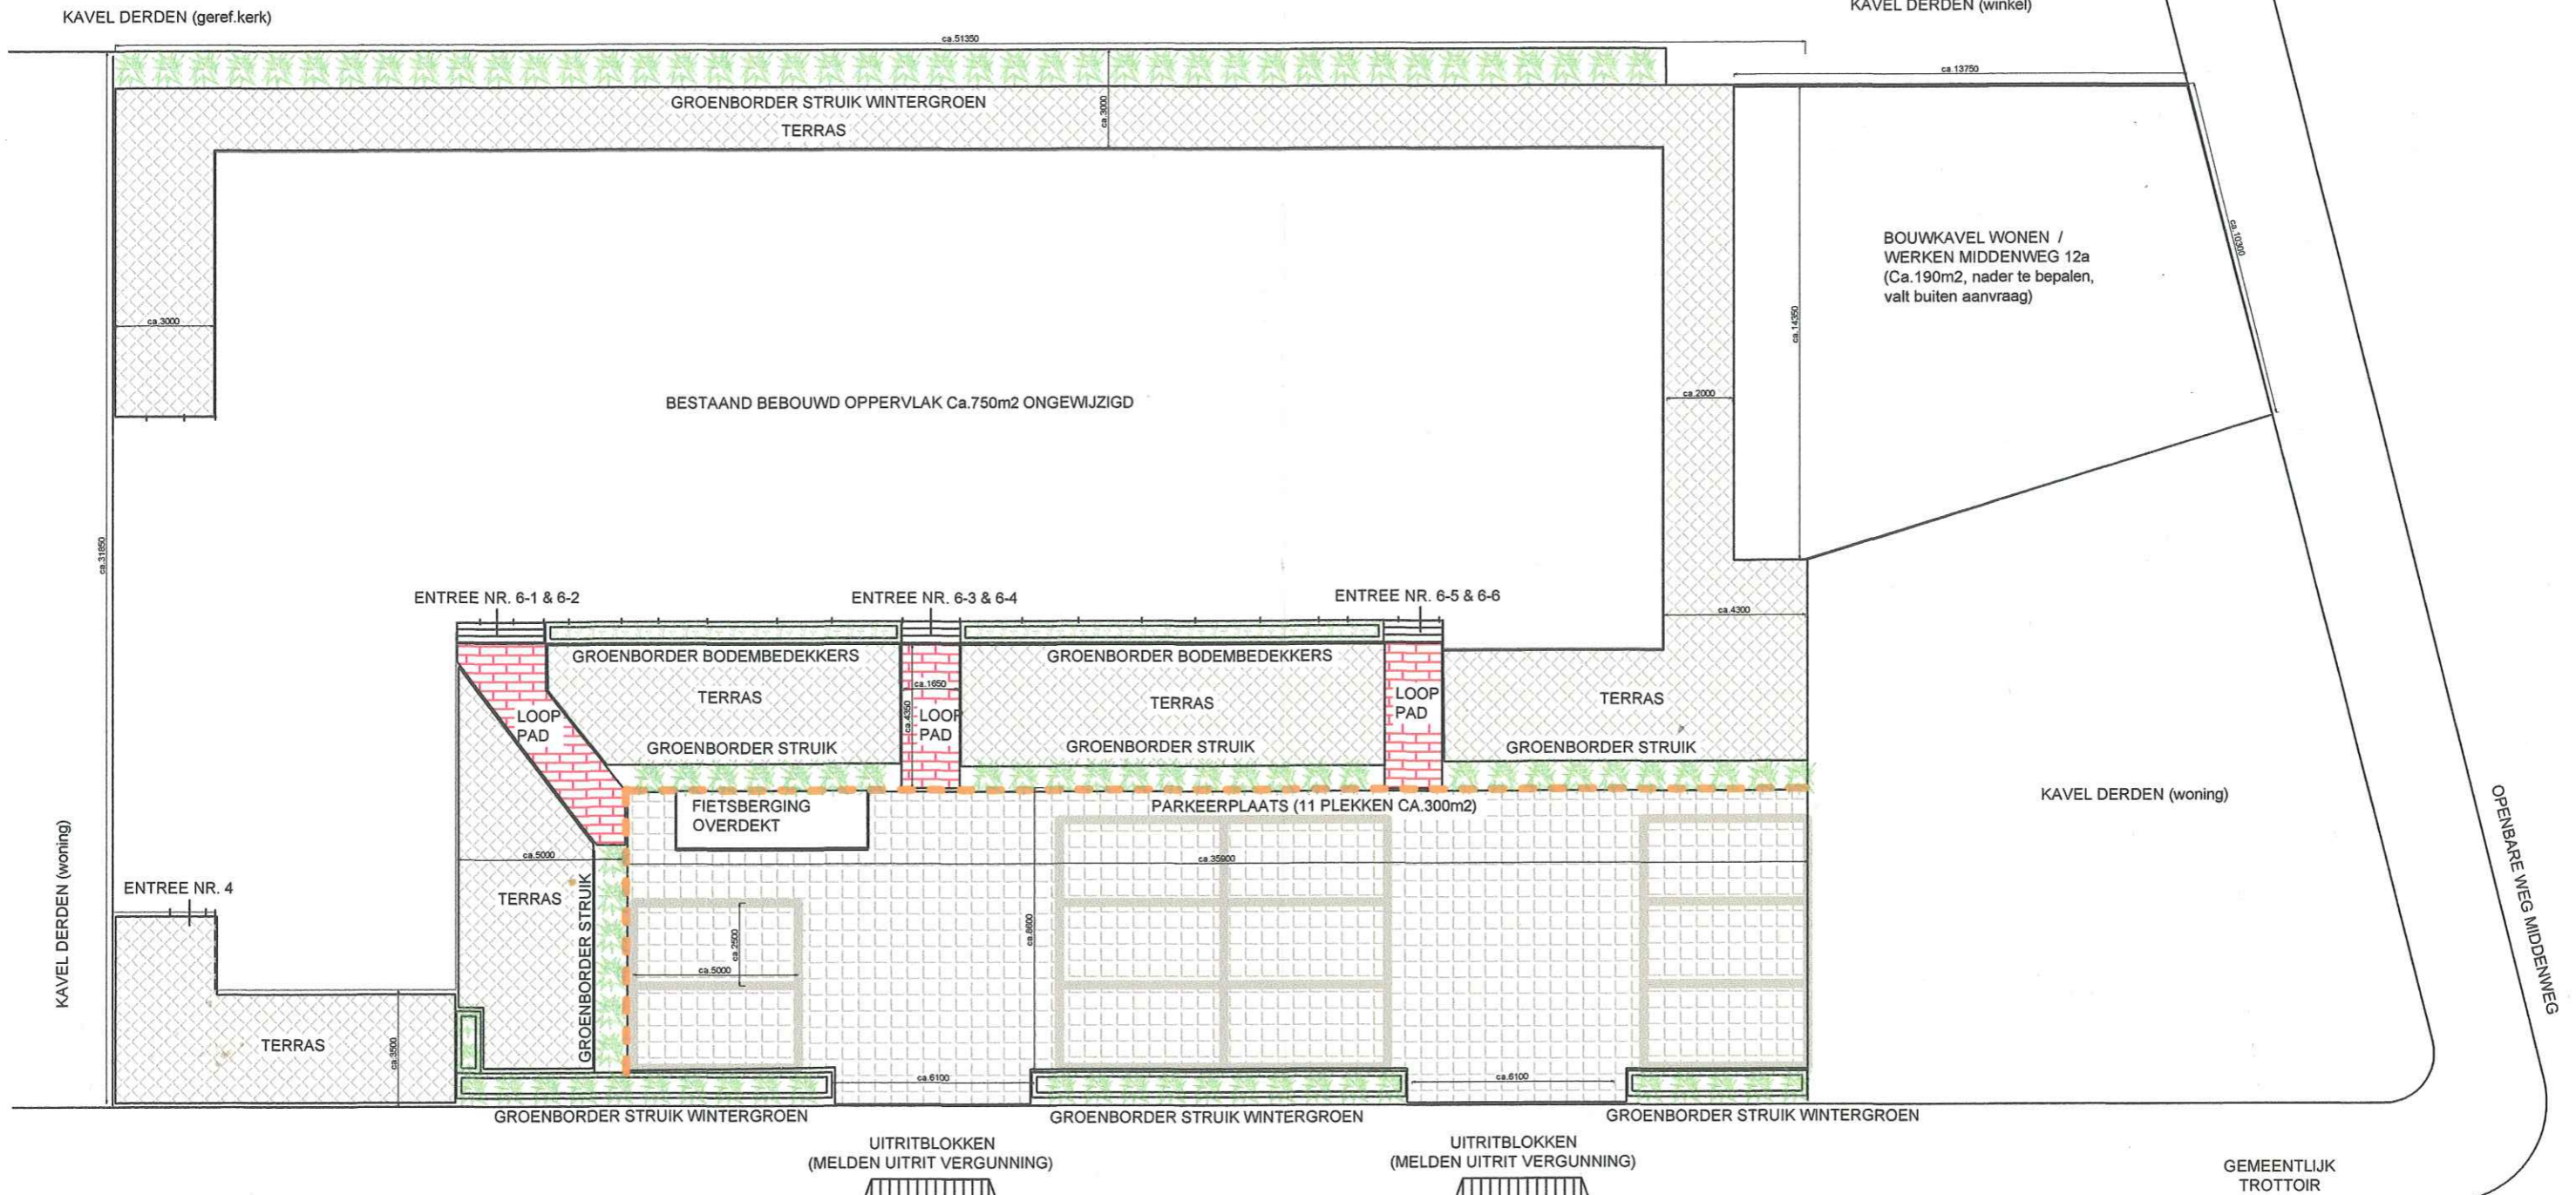 KAVEL DERDEN (geref.kerk)
KAVEL DERDEN (winkel)
ca.51350
ca.13750
GROENBORDER STRUIK WINTERGROEN
TERRAS
ca.3000
ca.10300
BOUWKAVEL WONEN /
WERKEN MIDDENWEG 12a
(Ca.190m2, nader te bepalen,
valt buiten aanvraag)
ca.3000
ca.14350
BESTAAND BEBOUWD OPPERVLAK Ca.750m2 ONGEWIJZIGD
ca.2000
ca.31850
ENTREE NR. 6-1 & 6-2
ENTREE NR. 6-3 & 6-4
ENTREE NR. 6-5 & 6-6
ca.4300
GROENBORDER BODEMBEDEKKERS
GROENBORDER BODEMBEDEKKERS
TERRAS
ca.1650
TERRAS
LOOP
PAD
TERRAS
LOOP
PAD
ca.4350
LOOP
PAD
GROENBORDER STRUIK
GROENBORDER STRUIK
GROENBORDER STRUIK
FIETSBERGING
OVERDEKT
PARKEERPLAATS (11 PLEKKEN CA.300m2)
KAVEL DERDEN (woning)
OPENBARE WEG MIDDENWEG
KAVEL DERDEN (woning)
ca.5000
ca.35900
ENTREE NR. 4
TERRAS
GROENBORDER STRUIK
ca.2500
ca.8600
ca.5000
TERRAS
ca.3500
ca.6100
ca.6100
GROENBORDER STRUIK WINTERGROEN
GROENBORDER STRUIK WINTERGROEN
GROENBORDER STRUIK WINTERGROEN
UITRITBLOKKEN
(MELDEN UITRIT VERGUNNING)
UITRITBLOKKEN
(MELDEN UITRIT VERGUNNING)
GEMEENTLIJK
TROTTOIR